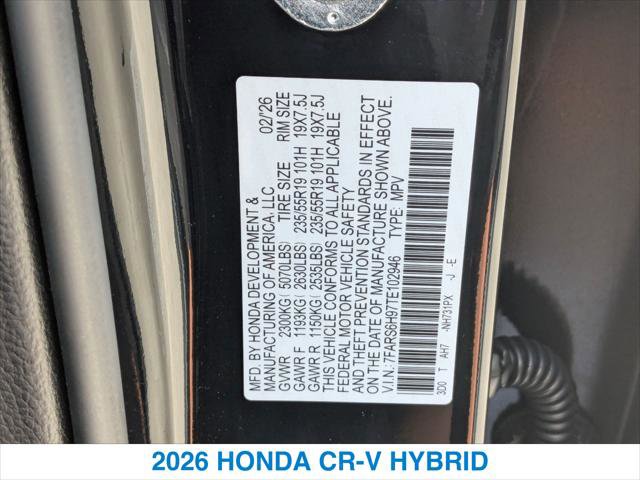 MFD. BY HONDA DEVELOPMENT &
MANUFACTURING OF AMERICA, LLC 02/'26
GVWR 2300KG( 5070LBS) TIRE SIZE RIM SIZE
GAWR F 1193KG( 2630LBS) 235/55R19 101H 19X7.5J
GAWR R 1150KG( 2535LBS) 235/55R19 101H 19X7.5J
THIS VEHICLE CONFORMS TO ALL APPLICABLE
FEDERAL MOTOR VEHICLE SAFETY
AND THEFT PREVENTION STANDARDS IN EFFECT
ON THE DATE OF MANUFACTURE SHOWN ABOVE.
V.I.N: 7FARS6H97TE102946 TYPE: MPV
3D0 T AH7 -NH731PX -J -E
2026 HONDA CR-V HYBRID